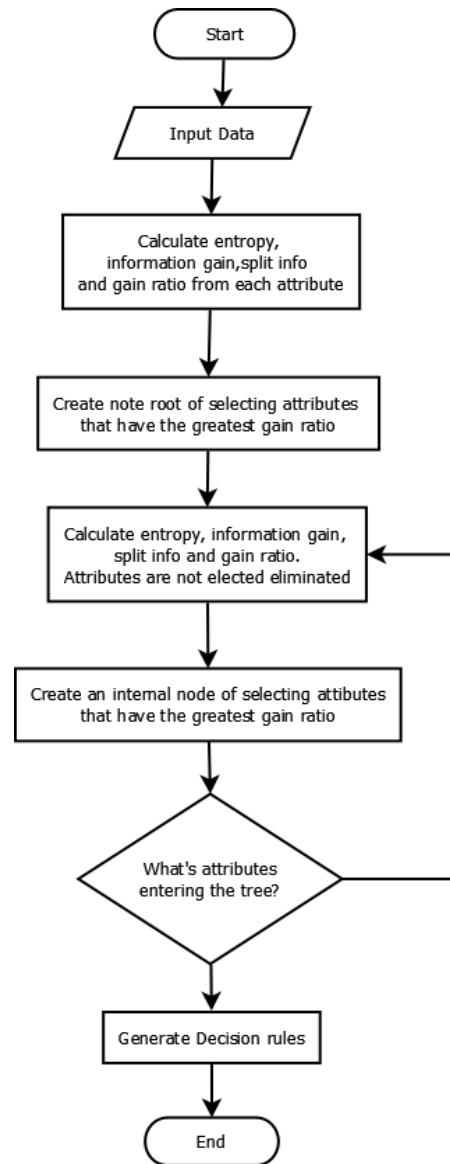 Start
Input Data
Calculate entropy,
information gain,split info
and gain ratio from each attribute
Create note root of selecting attributes
that have the greatest gain ratio
Calculate entropy, information gain,
split info and gain ratio.
Attributes are not elected eliminated
Create an internal node of selecting attibutes
that have the greatest gain ratio
What's attributes
entering the tree?
Generate Decision rules
End